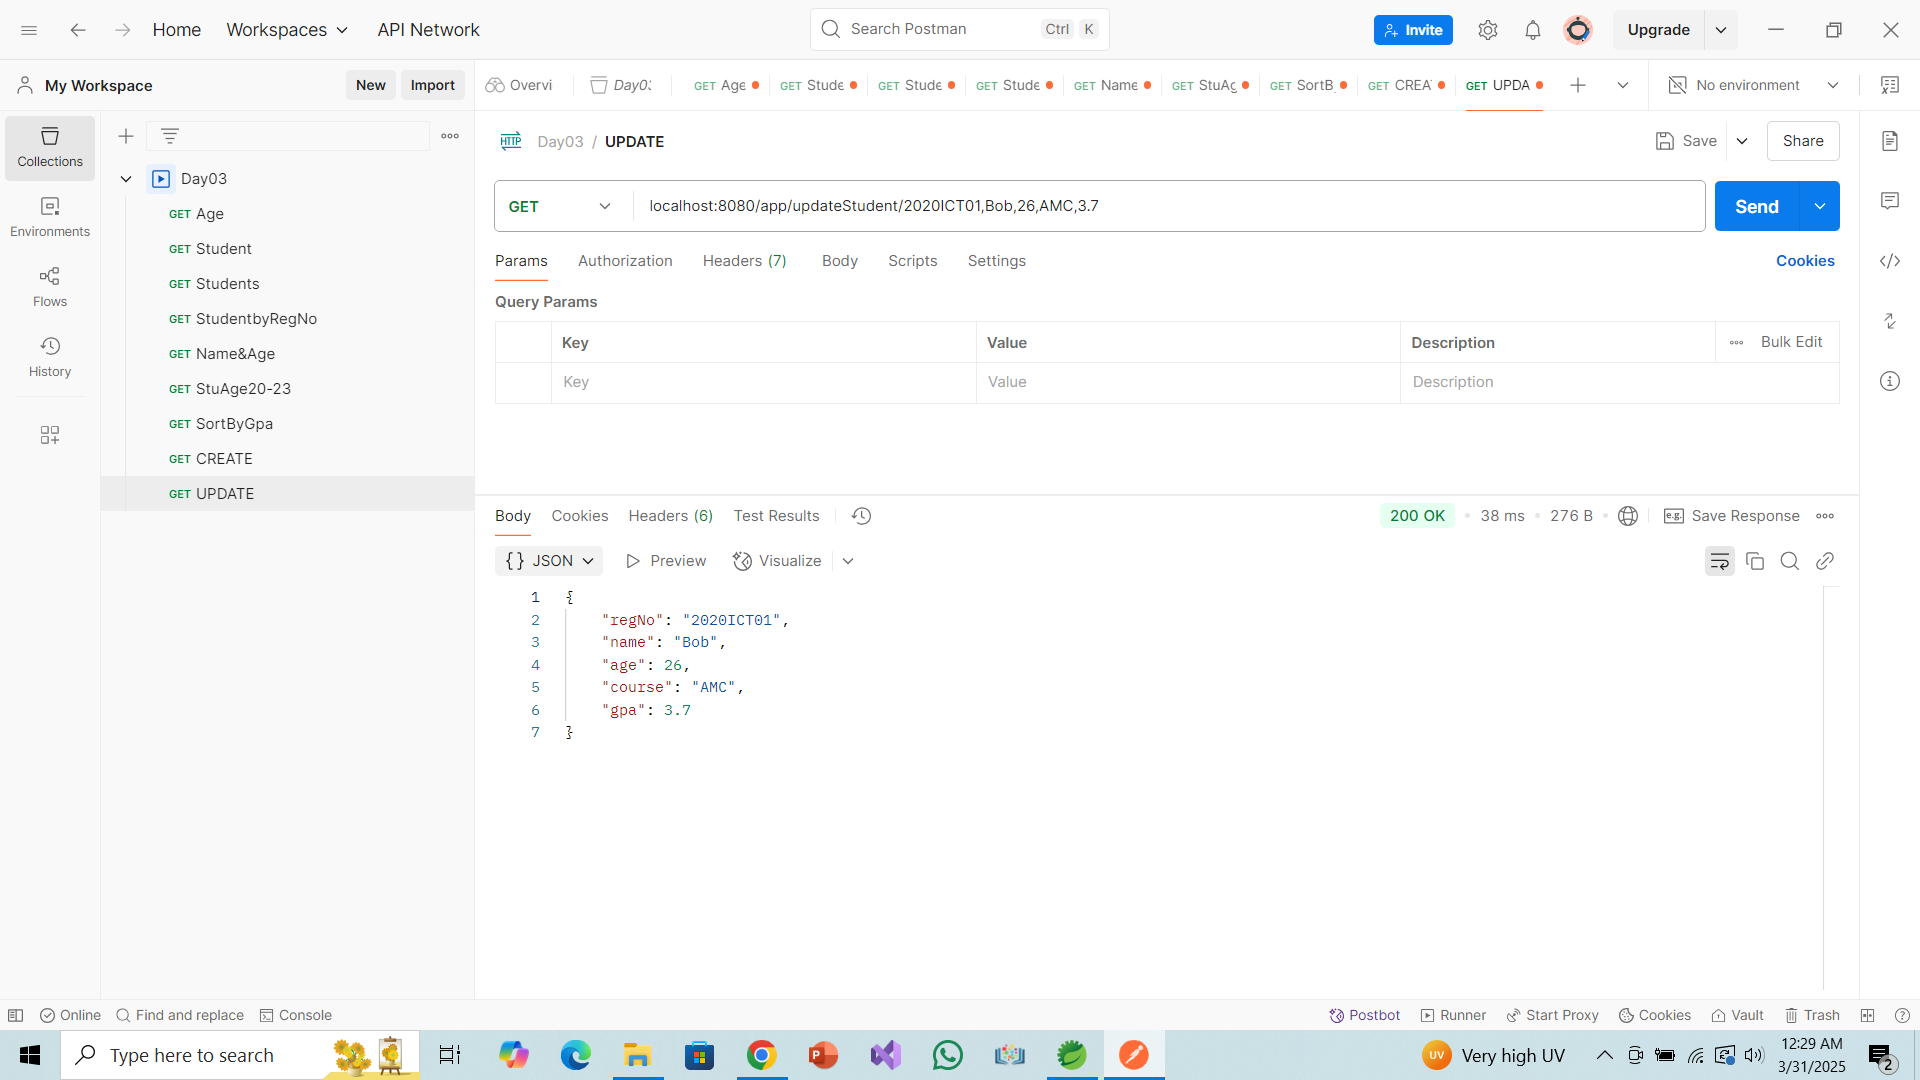 Home
Workspaces
API Network
Search Postman
Ctrl
K
Invite
Upgrade
My Workspace
New
Import
Overvi
Day03
GET Age
GET Stude
GET Stude
GET Stude
GET Name
GET StuAg
GET SortB
GET CREA
GET UPDA
No environment
Collections
Environments
Flows
History
Day03
GET Age
GET Student
GET Students
GET StudentbyRegNo
GET Name&Age
GET StuAge20-23
GET SortByGpa
GET CREATE
GET UPDATE
HTTP
Day03 / UPDATE
Save
Share
GET
localhost:8080/app/updateStudent/2020ICT01,Bob,26,AMC,3.7
Send
Params
Authorization
Headers (7)
Body
Scripts
Settings
Cookies
Query Params
Key
Value
Description
Bulk Edit
Key
Value
Description
Body
Cookies
Headers (6)
Test Results
200 OK
38 ms
276 B
e.g.
Save Response
{} JSON
Preview
Visualize
1 {
2 "regNo": "2020ICT01",
3 "name": "Bob",
4 "age": 26,
5 "course": "AMC",
6 "gpa": 3.7
7 }
Online
Find and replace
Console
Postbot
Runner
Start Proxy
Cookies
Vault
Trash
Type here to search
UV
Very high UV
12:29 AM
3/31/2025
2